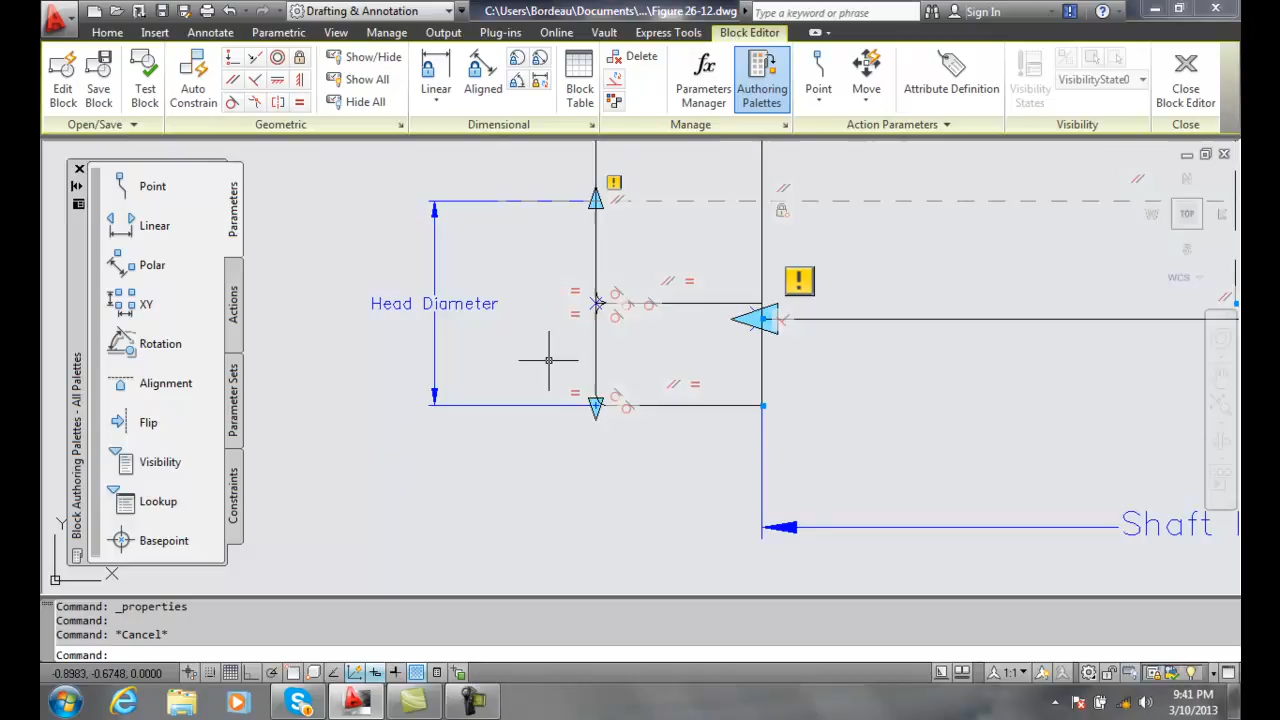 Drafting & Annotation
C:\Users\Bordeau\Documents\...\Figure 26-12.dwg
Type a keyword or phrase
Sign In
Home Insert Annotate Parametric View Manage Output Plug-ins Online Vault Express Tools Block Editor
Edit Block
Save Block
Test Block
Auto Constrain
Show/Hide
Show All
Hide All
Linear
Aligned
Block Table
Delete
Parameters Manager
Authoring Palettes
Point
Move
Attribute Definition
Visibility States
VisibilityState0
Close Block Editor
Open/Save
Geometric
Dimensional
Manage
Action Parameters
Visibility
Close
Block Authoring Palettes - All Palettes
Point
Linear
Polar
XY
Rotation
Alignment
Flip
Visibility
Lookup
Basepoint
Parameters
Actions
Parameter Sets
Constraints
Head Diameter
Shaft
N
W
TOP
E
S
WCS
Y
X
Command: _properties
Command:
Command: *Cancel*
Command:
-0.8983, -0.6748, 0.0000
1:1
9:41 PM
3/10/2013